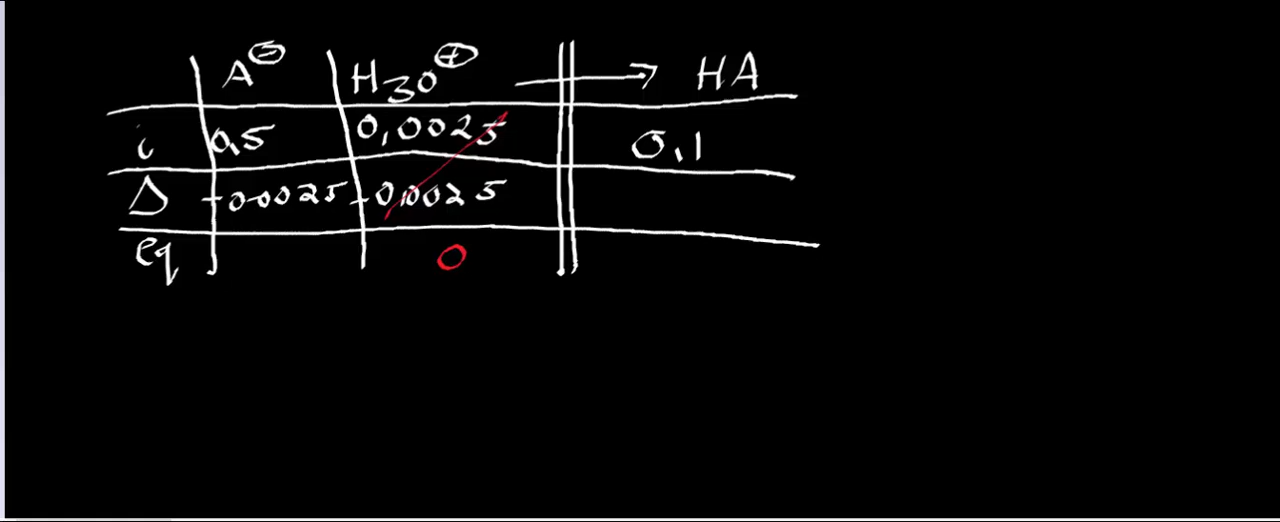 A⊖ H3O⊕ → HA
i 0,5 0,0025 0,1
Δ -0.0025 -0,0025
eq 0